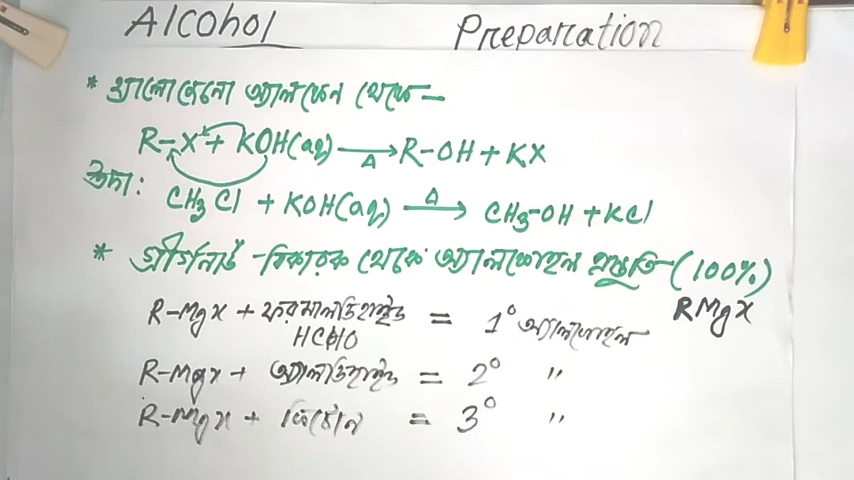 Alcohol Preparation
* হ্যালোজেনো অ্যালকেন থেকে-
R-X + KOH(aq) →Δ R-OH + KX
উদা: CH3Cl + KOH(aq) →Δ CH3-OH + KCl
* গ্রীগনার্ড -বিকারক থেকে অ্যালকোহল প্রস্তুতি-(100%)
R-Mgx + ফরমালডিহাইড = 1° অ্যালকোহল RMgx
HCHO
R-Mgx + অ্যালডিহাইড = 2° "
R-Mgx + কিটোন = 3° "